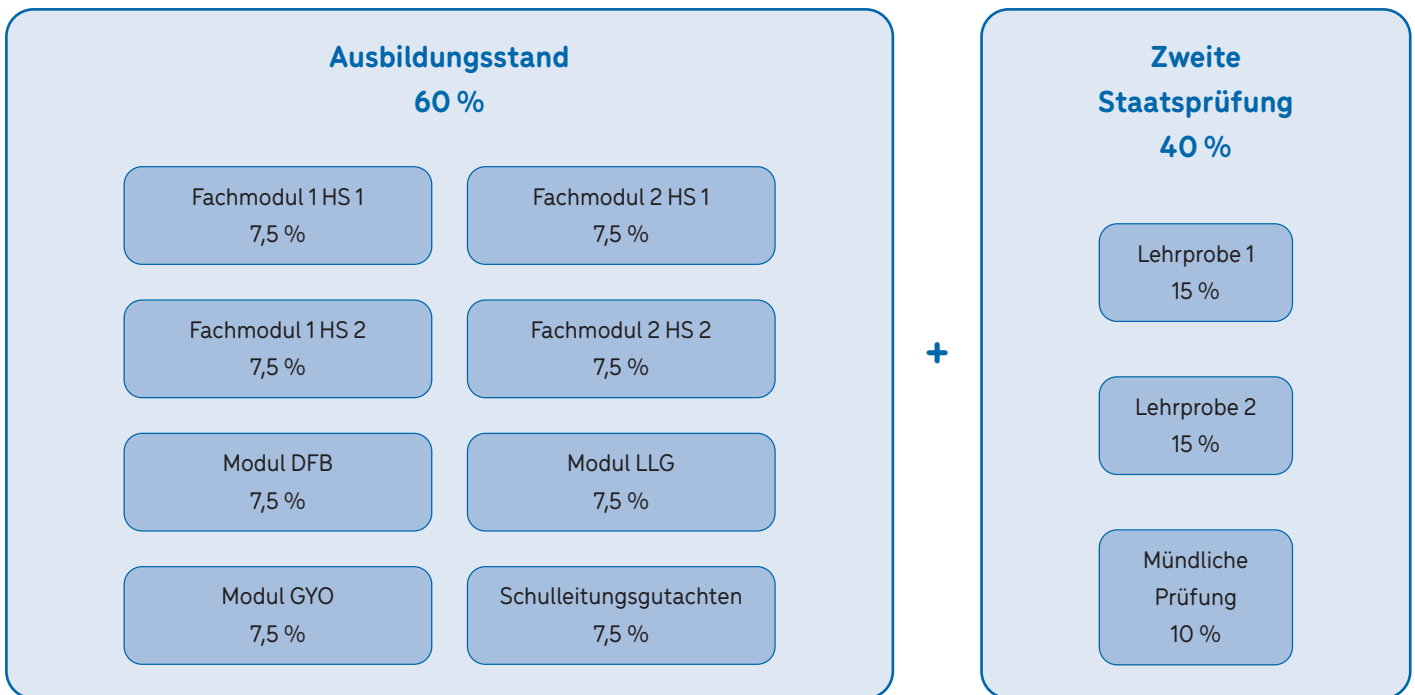 Ausbildungsstand
60 %
Fachmodul 1 HS 1
7,5 %
Fachmodul 2 HS 1
7,5 %
Fachmodul 1 HS 2
7,5 %
Fachmodul 2 HS 2
7,5 %
Modul DFB
7,5 %
Modul LLG
7,5 %
Modul GYO
7,5 %
Schulleitungsgutachten
7,5 %
+
Zweite
Staatsprüfung
40 %
Lehrprobe 1
15 %
Lehrprobe 2
15 %
Mündliche
Prüfung
10 %